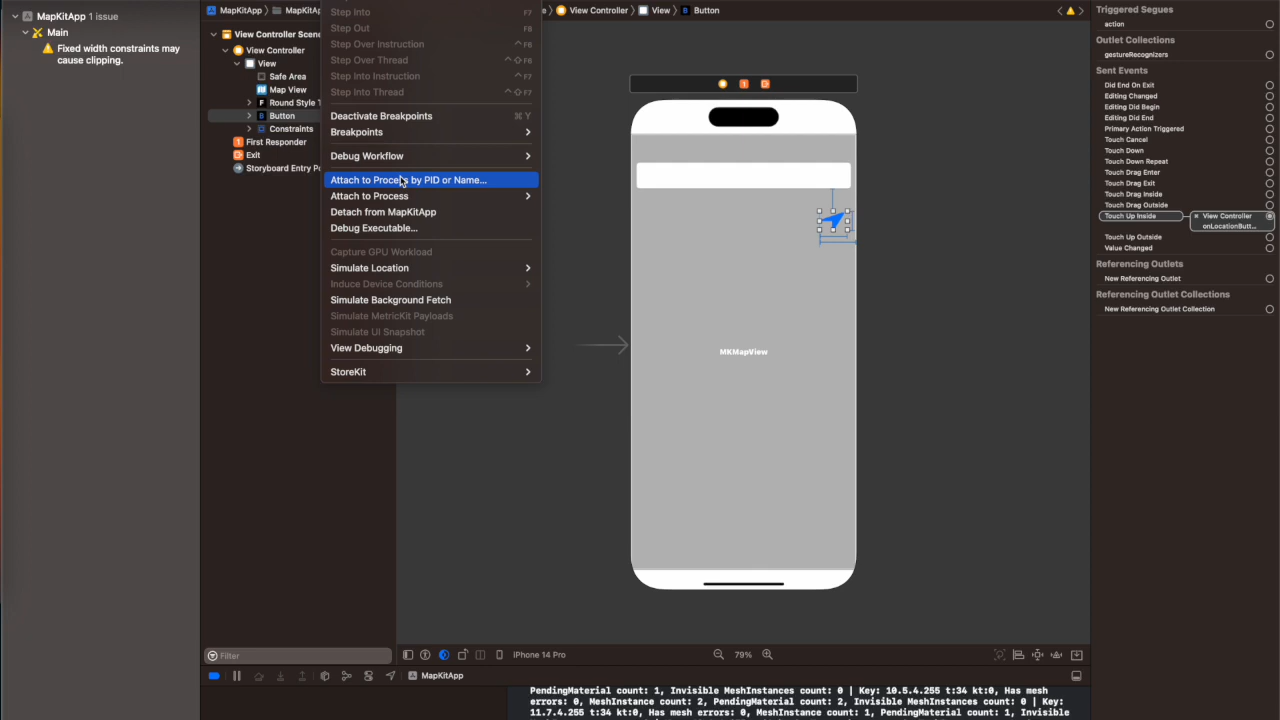 MapKitApp 1 issue
Main
Fixed width constraints may
cause clipping.
MapKitApp
MapKitAp
View Controller
View
Button
View Controller Scene
View Controller
View
Safe Area
Map View
Round Style T
Button
Constraints
First Responder
Exit
Storyboard Entry Po
Filter
Step Into F7
Step Out F8
Step Over Instruction ^F6
Step Over Thread ^⇧F6
Step Into Instruction ^F7
Step Into Thread ^⇧F7
Deactivate Breakpoints ⌘Y
Breakpoints
Debug Workflow
Attach to Process by PID or Name...
Attach to Process
Detach from MapKitApp
Debug Executable...
Capture GPU Workload
Simulate Location
Induce Device Conditions
Simulate Background Fetch
Simulate MetricKit Payloads
Simulate UI Snapshot
View Debugging
StoreKit
MKMapView
iPhone 14 Pro
79%
MapKitApp
PendingMaterial count: 1, Invisible MeshInstances count: 0 | Key: 10.5.4.255 t:34 kt:0, Has mesh
errors: 0, MeshInstance count: 2, PendingMaterial count: 2, Invisible MeshInstances count: 0 | Key:
11.7.4.255 t:34 kt:0, Has mesh errors: 0, MeshInstance count: 1, PendingMaterial count: 1, Invisible
Triggered Segues
action
Outlet Collections
gestureRecognizers
Sent Events
Did End On Exit
Editing Changed
Editing Did Begin
Editing Did End
Primary Action Triggered
Touch Cancel
Touch Down
Touch Down Repeat
Touch Drag Enter
Touch Drag Exit
Touch Drag Inside
Touch Drag Outside
Touch Up Inside
View Controller
onLocationButt...
Touch Up Outside
Value Changed
Referencing Outlets
New Referencing Outlet
Referencing Outlet Collections
New Referencing Outlet Collection